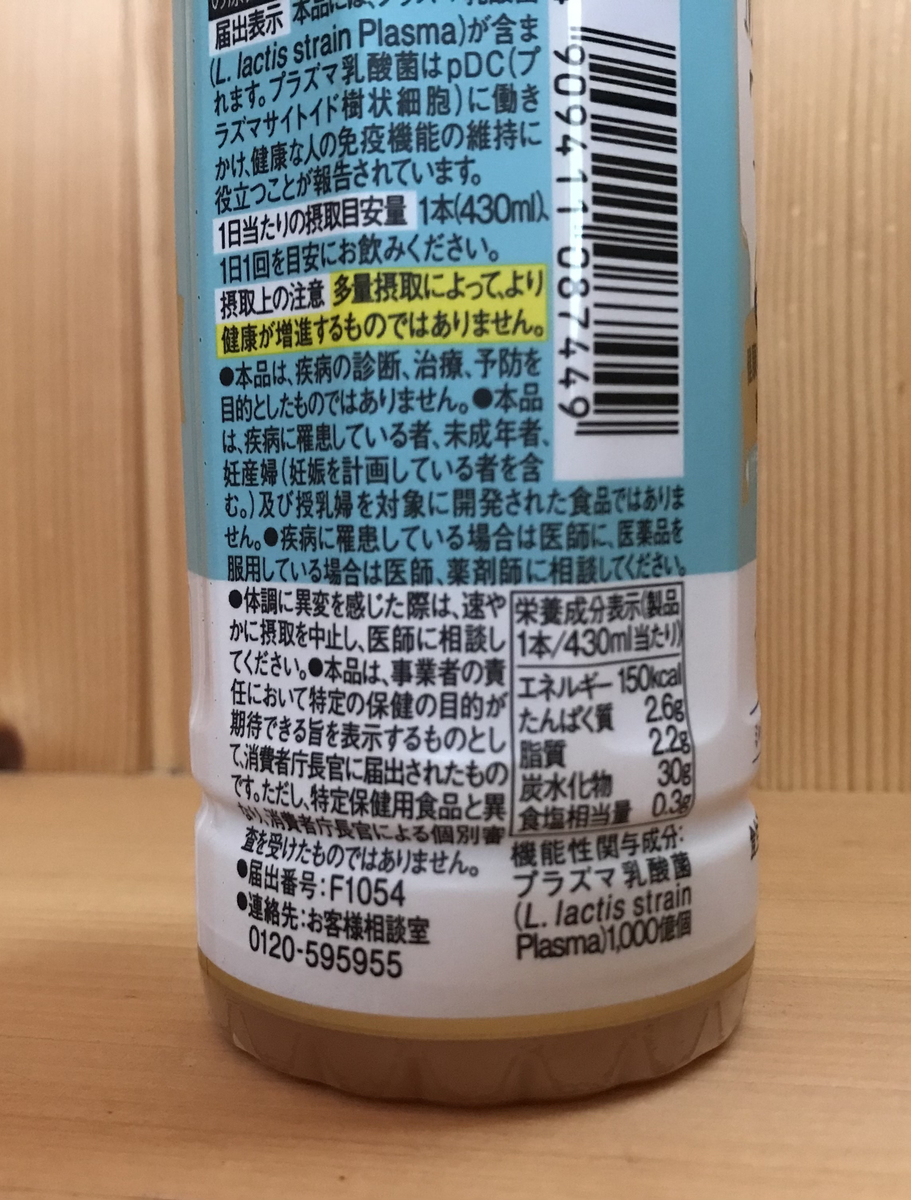 届出表示 本品には、プラズマ乳酸菌
(L. lactis strain Plasma)が含ま
れます。プラズマ乳酸菌はpDC(プ
ラズマサイトイド樹状細胞)に働き
かけ、健康な人の免疫機能の維持に
役立つことが報告されています。
1日当たりの摂取目安量 1本(430ml)、
1日1回を目安にお飲みください。
摂取上の注意 多量摂取によって、より
健康が増進するものではありません。
●本品は、疾病の診断、治療、予防を
目的としたものではありません。●本品
は、疾病に罹患している者、未成年者、
妊産婦(妊娠を計画している者を含
む。)及び授乳婦を対象に開発された食品ではありま
せん。●疾病に罹患している場合は医師に、医薬品を
服用している場合は医師、薬剤師に相談してください。
●体調に異変を感じた際は、速や
かに摂取を中止し、医師に相談し
てください。●本品は、事業者の責
任において特定の保健の目的が
期待できる旨を表示するものとし
て、消費者庁長官に届出されたもの
です。ただし、特定保健用食品と異
なり、消費者庁長官による個別審
査を受けたものではありません。
●届出番号:F1054
●連絡先:お客様相談室
0120-595955
栄養成分表示(製品
1本/430ml当たり)
エネルギー 150kcal
たんぱく質 2.6g
脂質 2.2g
炭水化物 30g
食塩相当量 0.3g
機能性関与成分:
プラズマ乳酸菌
(L. lactis strain
Plasma)1,000億個
909411087449